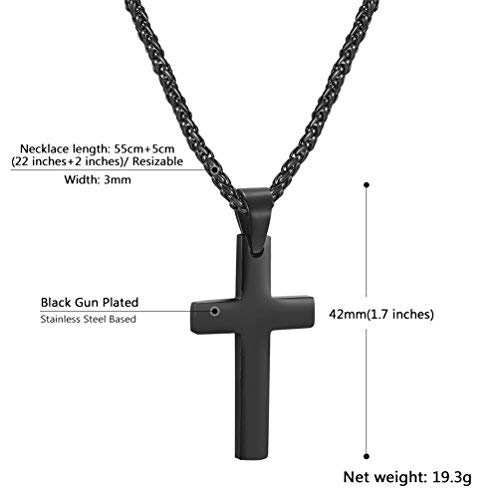 Necklace length: 55cm+5cm
(22 inches+2 inches)/ Resizable
Width: 3mm
Black Gun Plated
Stainless Steel Based
42mm(1.7 inches)
Net weight: 19.3g